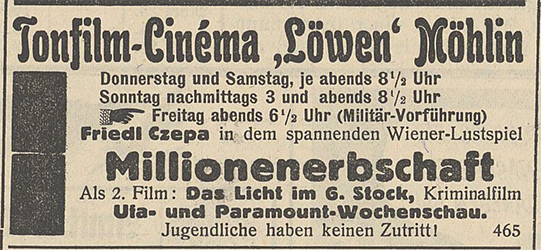 Tonfilm-Cinéma ‚Löwen‘ Möhlin
Donnerstag und Samstag, je abends 8½ Uhr
Sonntag nachmittags 3 und abends 8½ Uhr
☛ Freitag abends 6½ Uhr (Militär-Vorführung)
Friedl Czepa in dem spannenden Wiener-Lustspiel
Millionenerbschaft
Als 2. Film: Das Licht im 6. Stock, Kriminalfilm
Ufa- und Paramount-Wochenschau.
Jugendliche haben keinen Zutritt! 465